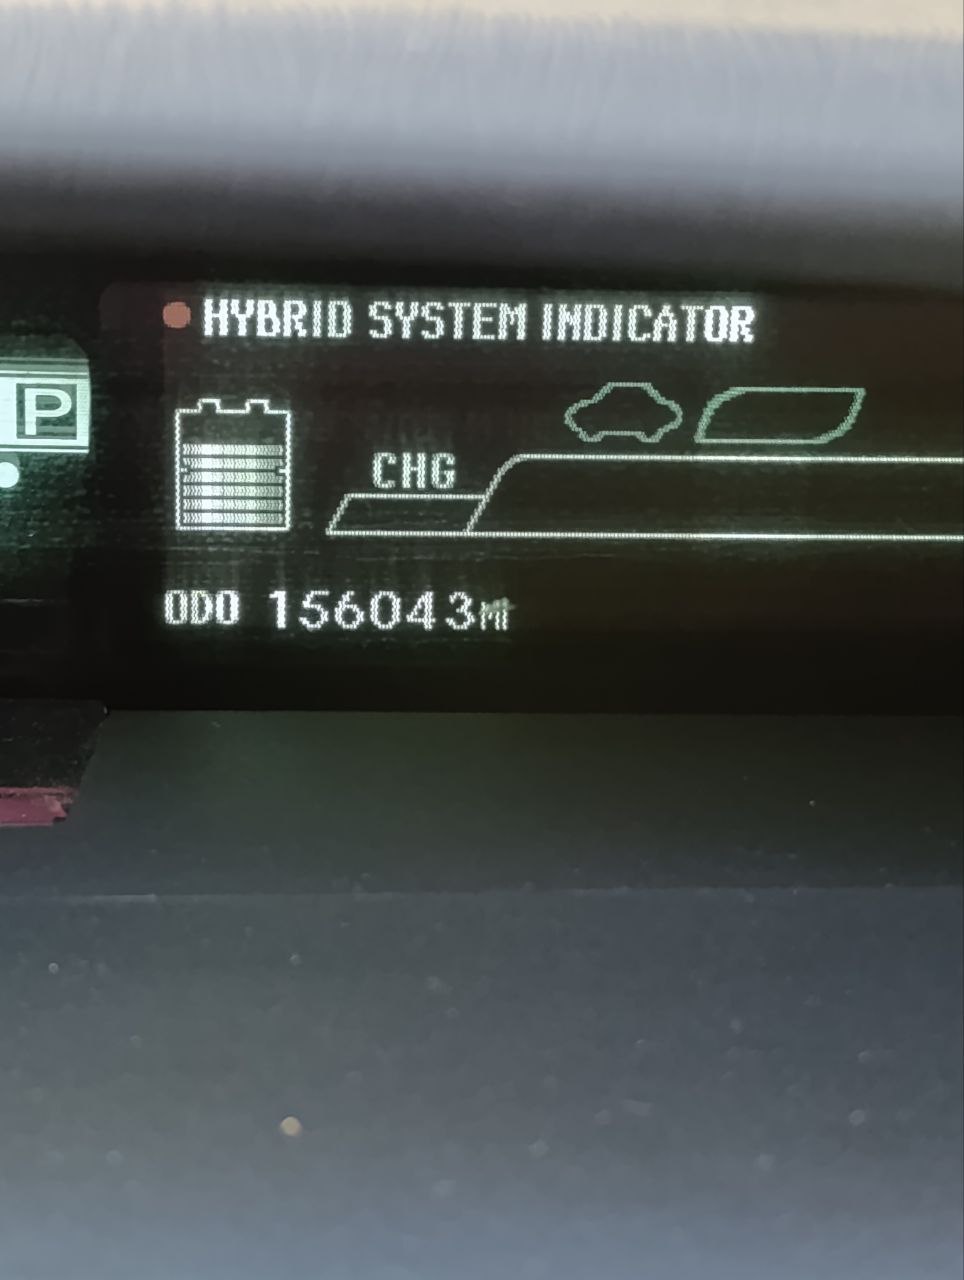 HYBRID SYSTEM INDICATOR
P
CHG
ODO 156043MI